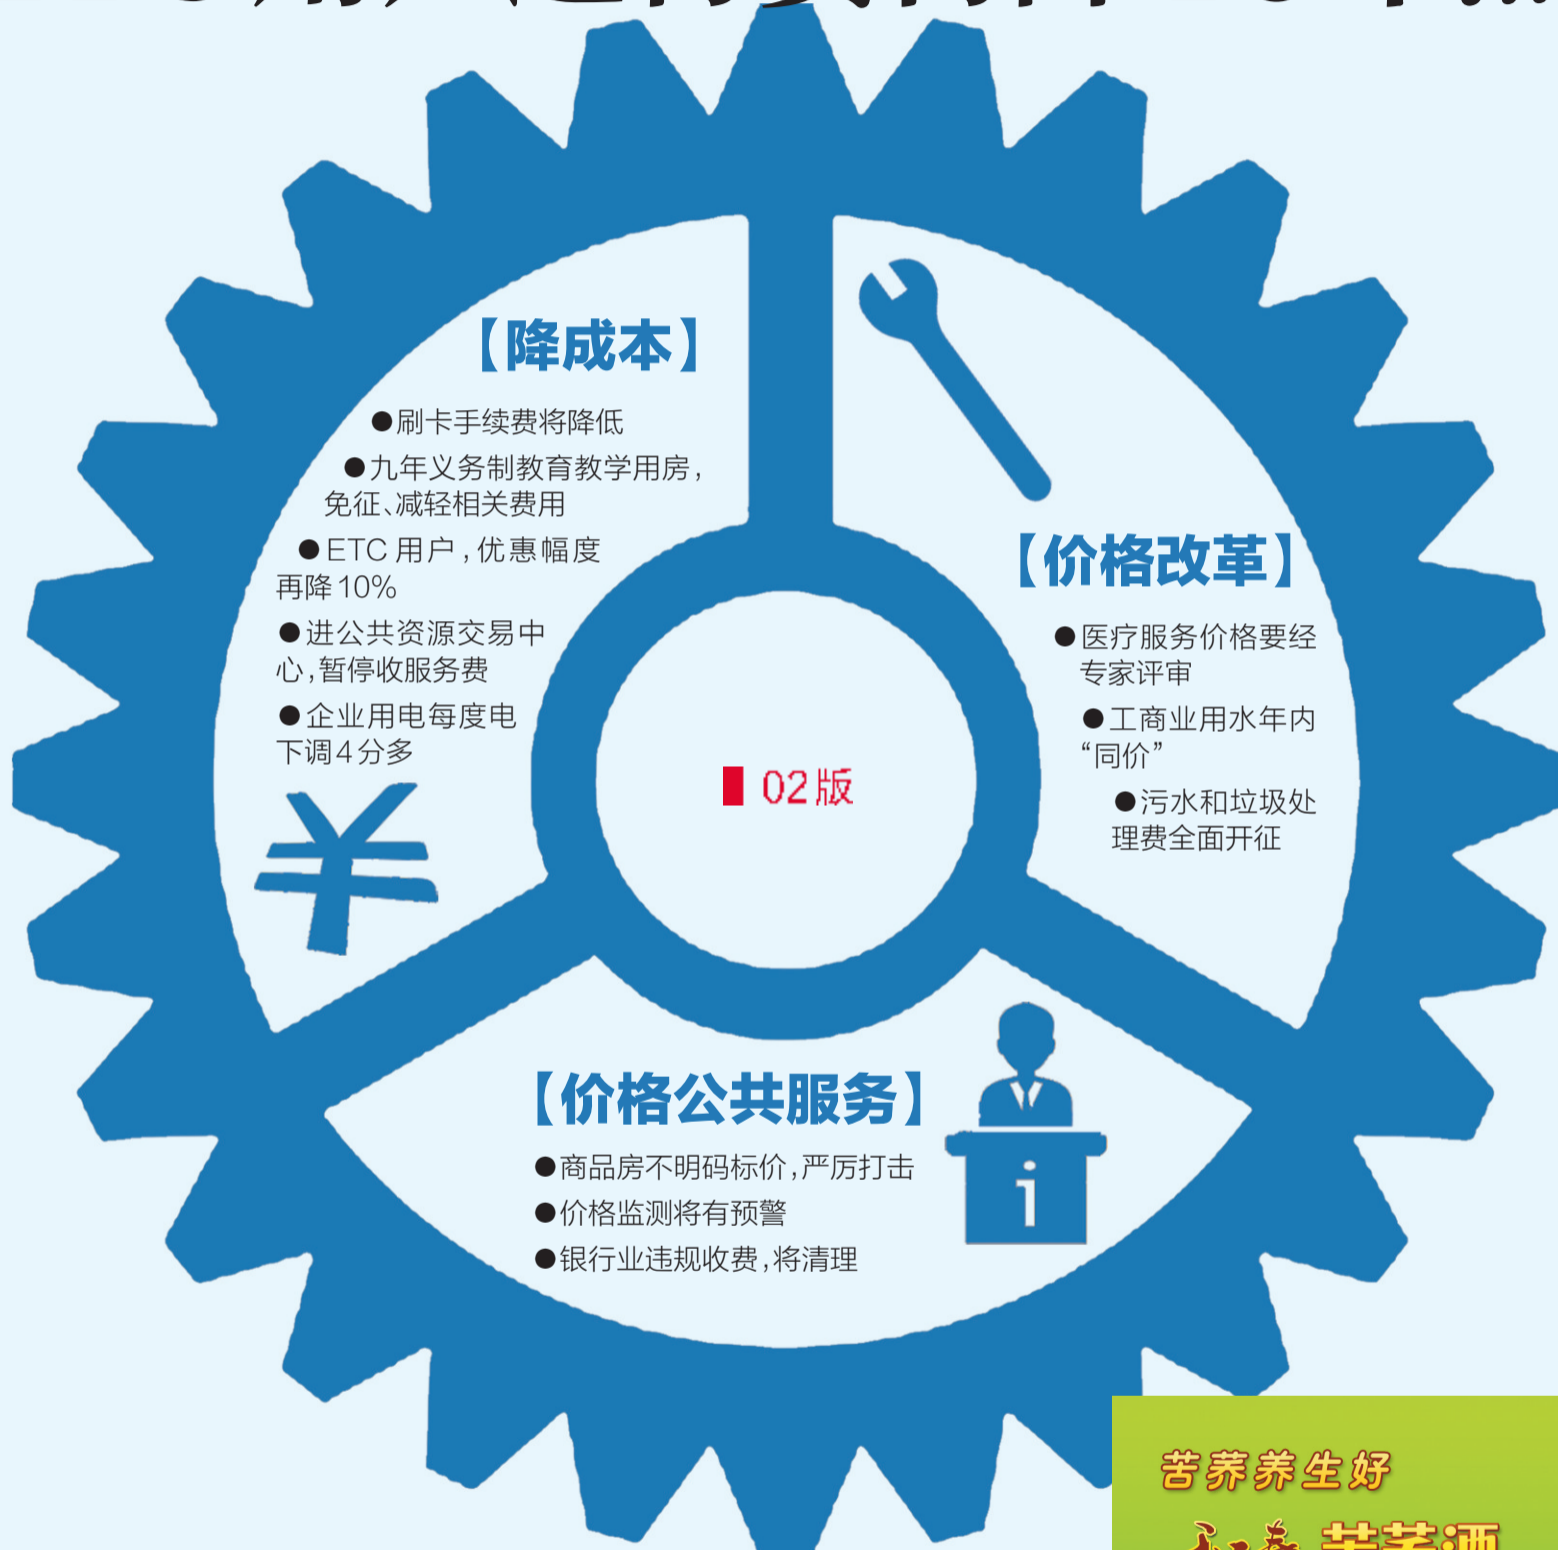 【降成本】
●刷卡手续费将降低
●九年义务制教育教学用房,
免征、减轻相关费用
●ETC用户,优惠幅度
再降10%
●进公共资源交易中
心,暂停收服务费
●企业用电每度电
下调4分多
【价格改革】
●医疗服务价格要经
专家评审
●工商业用水年内
“同价”
●污水和垃圾处
理费全面开征
02版
【价格公共服务】
●商品房不明码标价,严厉打击
●价格监测将有预警
●银行业违规收费,将清理
i
苦荞养生好
苦荞酒